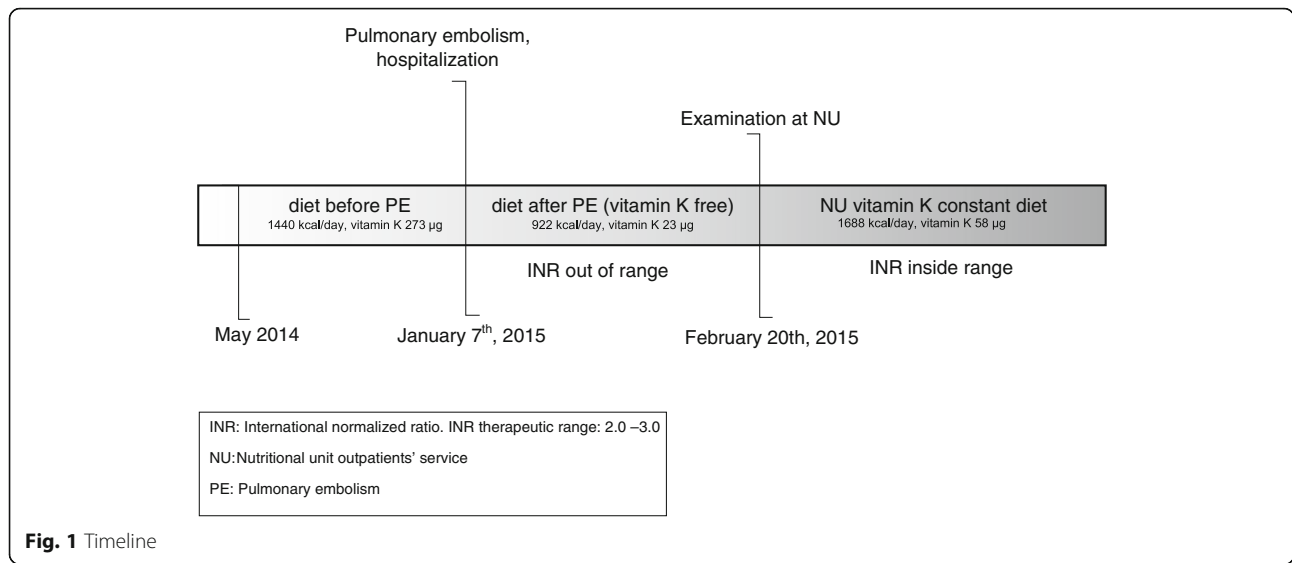 Pulmonary embolism,
hospitalization
Examination at NU
diet before PE
1440 kcal/day, vitamin K 273 µg
diet after PE (vitamin K free)
922 kcal/day, vitamin K 23 µg
NU vitamin K constant diet
1688 kcal/day, vitamin K 58 µg
INR out of range
INR inside range
May 2014
January 7th, 2015
February 20th, 2015
INR: International normalized ratio. INR therapeutic range: 2.0 –3.0
NU:Nutritional unit outpatients' service
PE: Pulmonary embolism
Fig. 1 Timeline